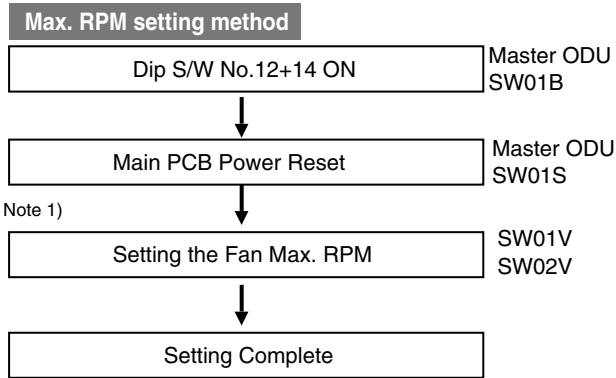 Max. RPM setting method
Dip S/W No.12+14 ON
Master ODU
SW01B
Main PCB Power Reset
Master ODU
SW01S
Note 1)
Setting the Fan Max. RPM
SW01V
SW02V
Setting Complete